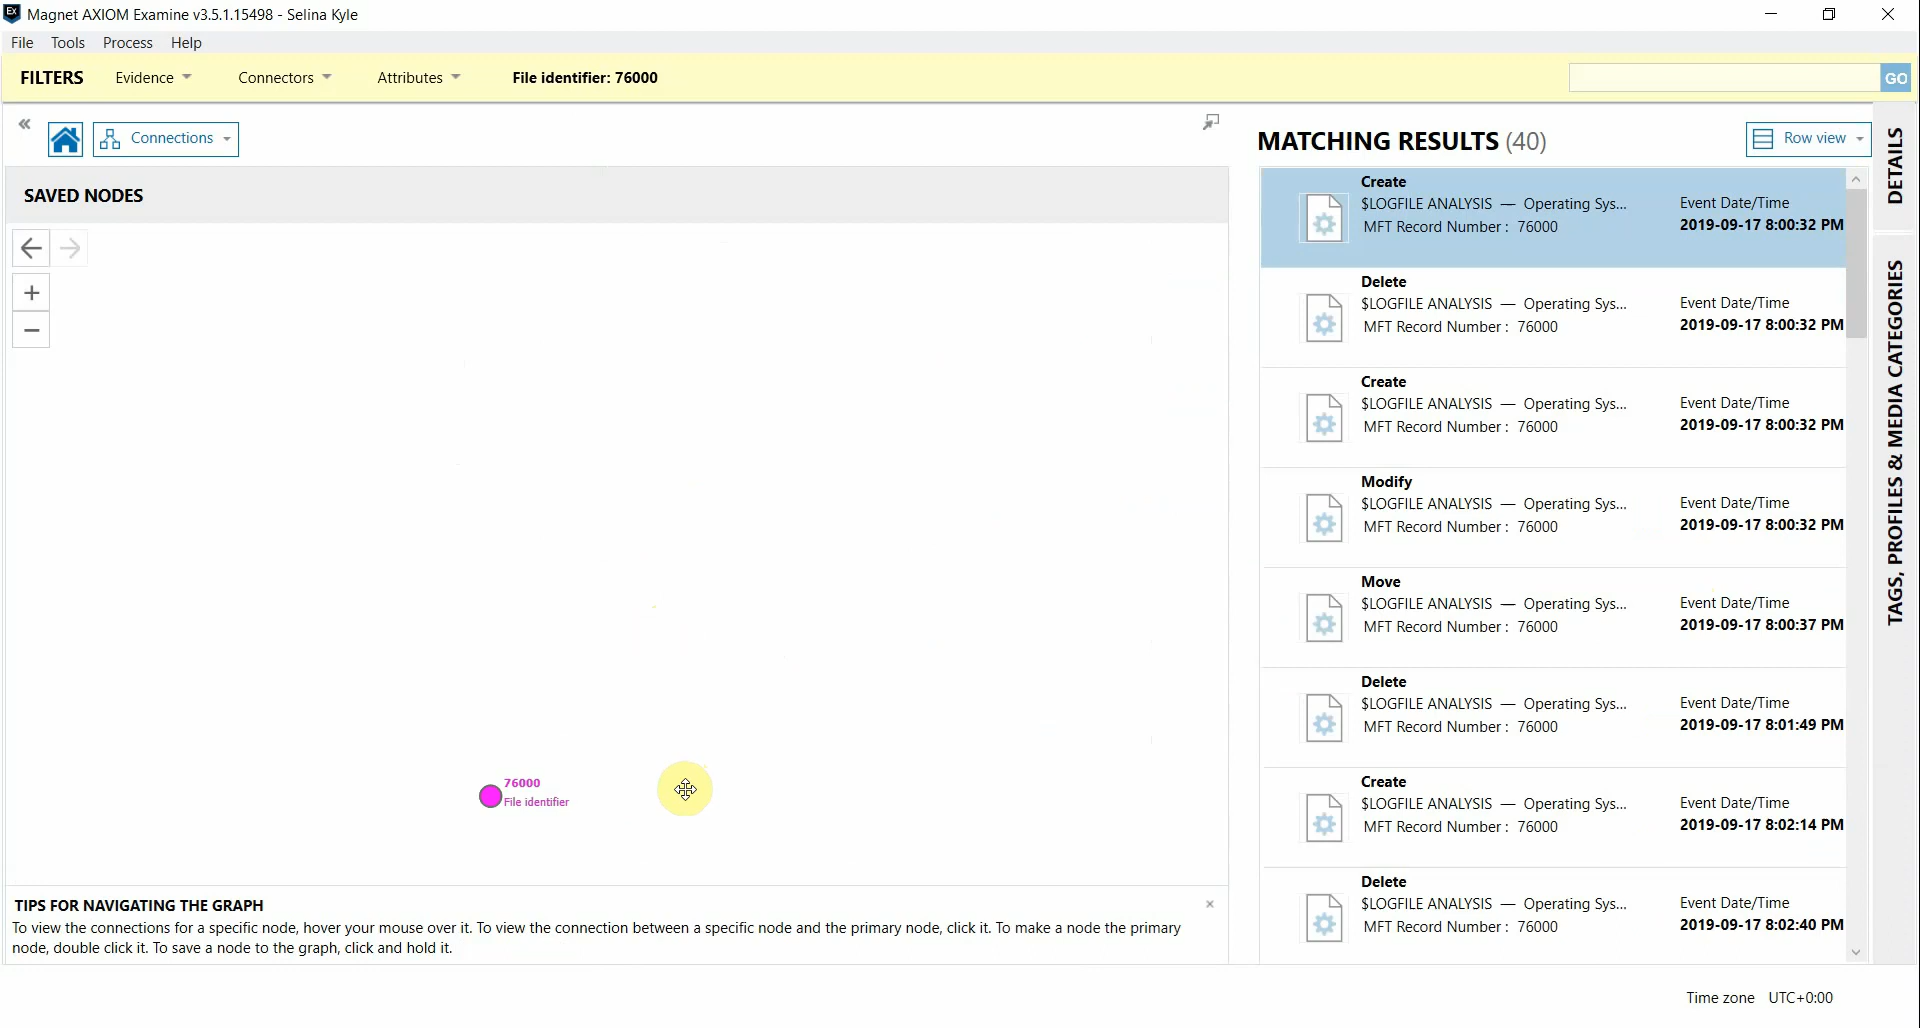 EX Magnet AXIOM Examine v3.5.1.15498 - Selina Kyle
File Tools Process Help
FILTERS Evidence Connectors Attributes File identifier: 76000 GO
« Connections
SAVED NODES
76000
File identifier
TIPS FOR NAVIGATING THE GRAPH
To view the connections for a specific node, hover your mouse over it. To view the connection between a specific node and the primary node, click it. To make a node the primary
node, double click it. To save a node to the graph, click and hold it.
MATCHING RESULTS (40) Row view
Create
$LOGFILE ANALYSIS — Operating Sys... Event Date/Time
MFT Record Number : 76000 2019-09-17 8:00:32 PM
Delete
$LOGFILE ANALYSIS — Operating Sys... Event Date/Time
MFT Record Number : 76000 2019-09-17 8:00:32 PM
Create
$LOGFILE ANALYSIS — Operating Sys... Event Date/Time
MFT Record Number : 76000 2019-09-17 8:00:32 PM
Modify
$LOGFILE ANALYSIS — Operating Sys... Event Date/Time
MFT Record Number : 76000 2019-09-17 8:00:32 PM
Move
$LOGFILE ANALYSIS — Operating Sys... Event Date/Time
MFT Record Number : 76000 2019-09-17 8:00:37 PM
Delete
$LOGFILE ANALYSIS — Operating Sys... Event Date/Time
MFT Record Number : 76000 2019-09-17 8:01:49 PM
Create
$LOGFILE ANALYSIS — Operating Sys... Event Date/Time
MFT Record Number : 76000 2019-09-17 8:02:14 PM
Delete
$LOGFILE ANALYSIS — Operating Sys... Event Date/Time
MFT Record Number : 76000 2019-09-17 8:02:40 PM
DETAILS
TAGS, PROFILES & MEDIA CATEGORIES
Time zone UTC+0:00